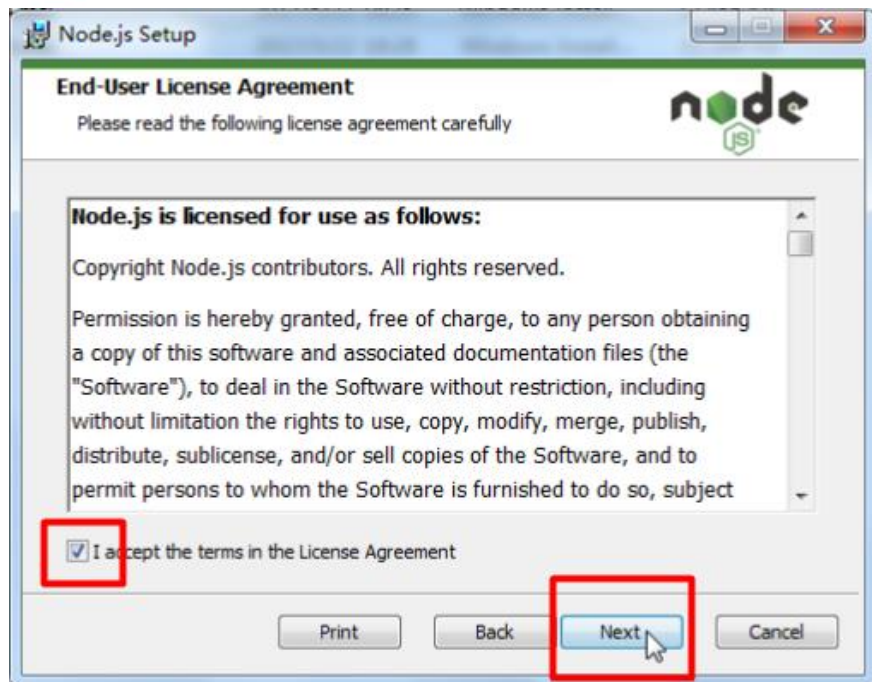 Node.js Setup
End-User License Agreement
Please read the following license agreement carefully
node
JS
Node.js is licensed for use as follows:
Copyright Node.js contributors. All rights reserved.
Permission is hereby granted, free of charge, to any person obtaining
a copy of this software and associated documentation files (the
"Software"), to deal in the Software without restriction, including
without limitation the rights to use, copy, modify, merge, publish,
distribute, sublicense, and/or sell copies of the Software, and to
permit persons to whom the Software is furnished to do so, subject
I accept the terms in the License Agreement
Print Back Next Cancel